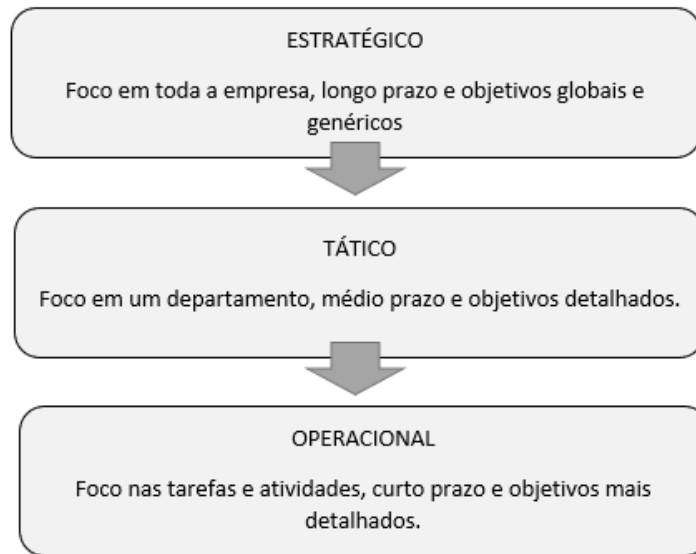 ESTRATÉGICO
Foco em toda a empresa, longo prazo e objetivos globais e
genéricos
TÁTICO
Foco em um departamento, médio prazo e objetivos detalhados.
OPERACIONAL
Foco nas tarefas e atividades, curto prazo e objetivos mais
detalhados.